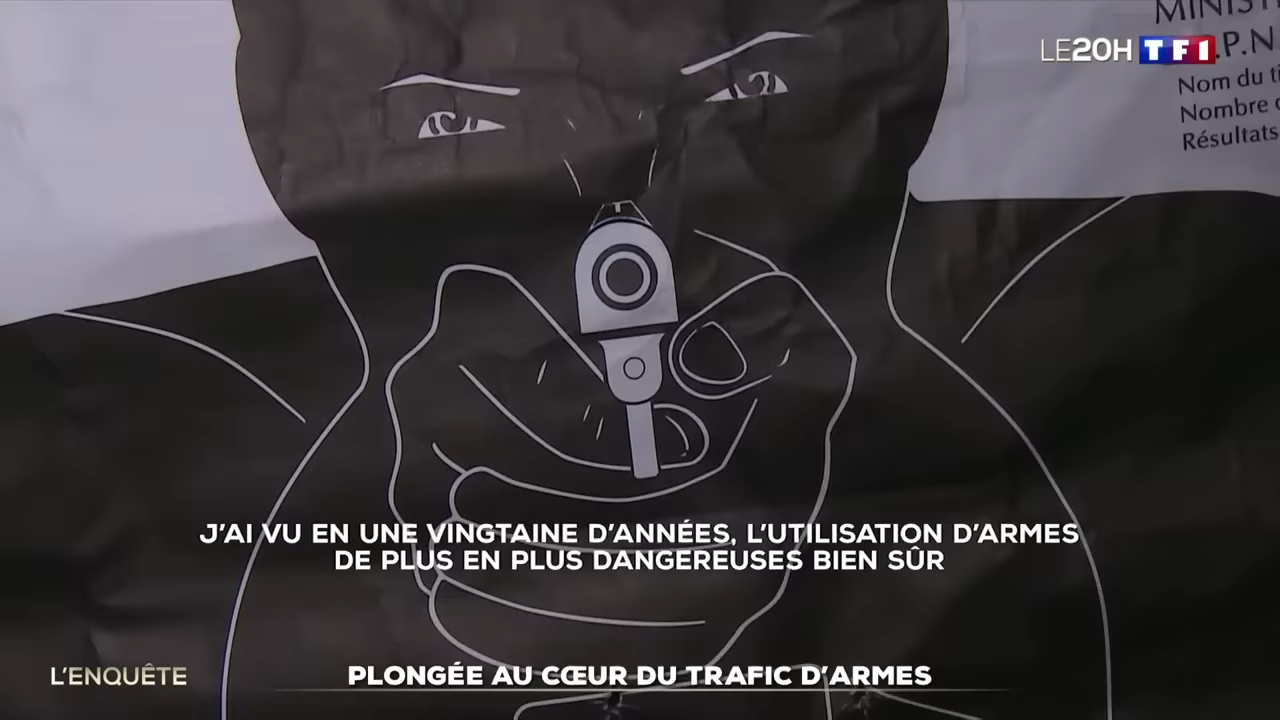 MINIST
LE20H TF1
.P.N
Nom du ti
Nombre d
Résultats
J'AI VU EN UNE VINGTAINE D'ANNÉES, L'UTILISATION D'ARMES
DE PLUS EN PLUS DANGEREUSES BIEN SÛR
L'ENQUÊTE
PLONGÉE AU CŒUR DU TRAFIC D'ARMES